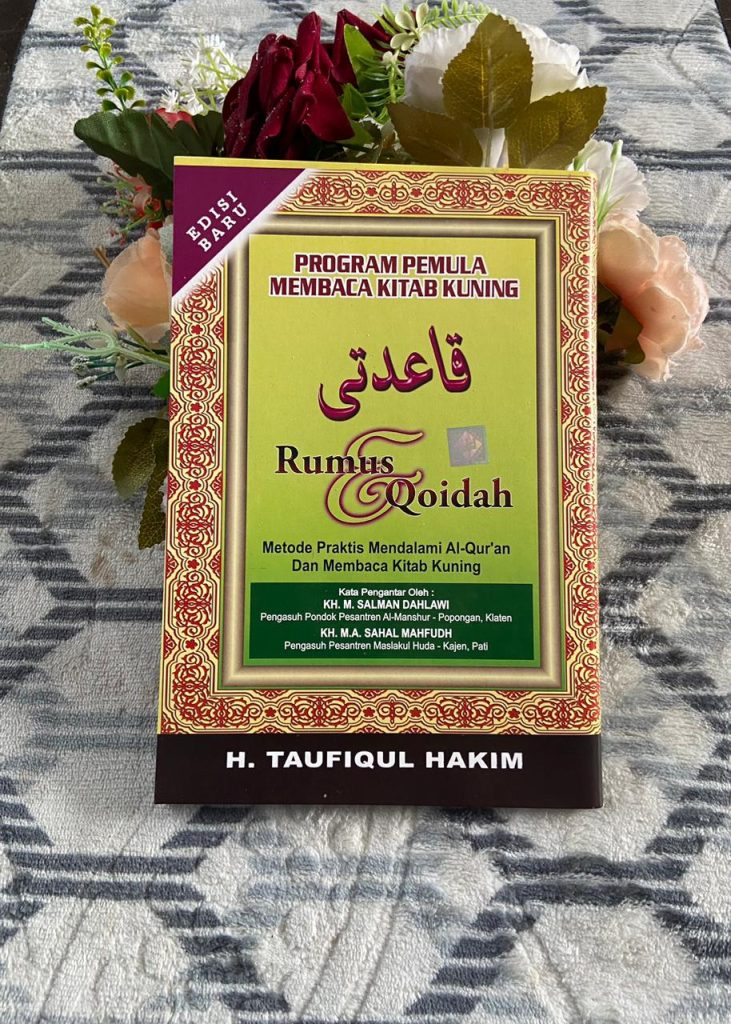 EDISI
BARU
PROGRAM PEMULA
MEMBACA KITAB KUNING
قاعدتي
Rumus
&
Qoidah
Metode Praktis Mendalami Al-Qur'an
Dan Membaca Kitab Kuning
Kata Pengantar Oleh :
KH. M. SALMAN DAHLAWI
Pengasuh Pondok Pesantren Al-Manshur - Popongan, Klaten
KH. M.A. SAHAL MAHFUDH
Pengasuh Pesantren Maslakul Huda - Kajen, Pati
H. TAUFIQUL HAKIM